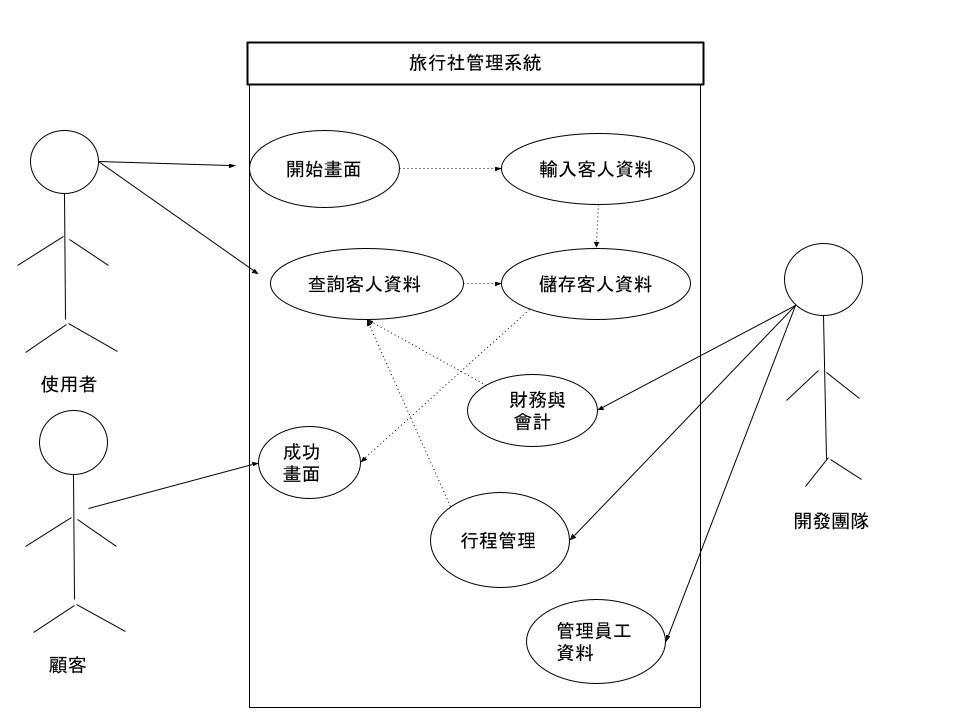 旅行社管理系統
開始畫面
輸入客人資料
查詢客人資料
儲存客人資料
使用者
財務與
會計
成功
畫面
行程管理
開發團隊
管理員工
資料
顧客